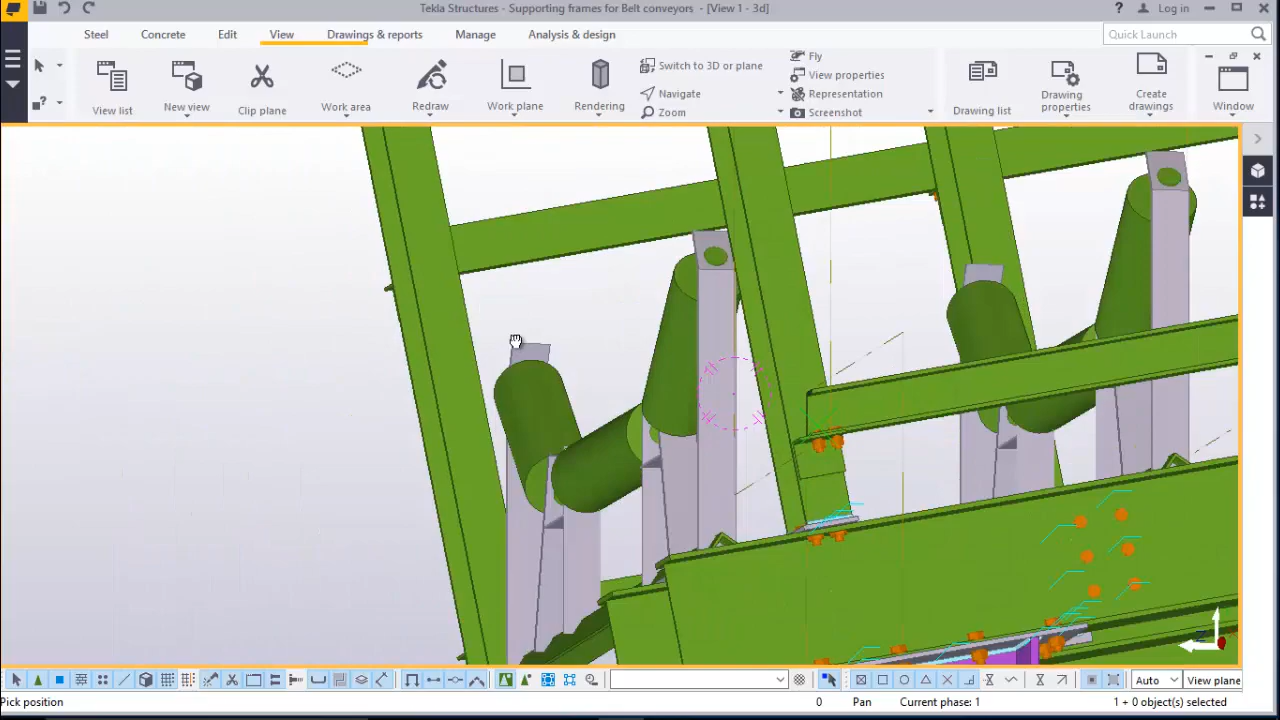 Tekla Structures - Supporting frames for Belt conveyors - [View 1 - 3d]
? Log in
Steel Concrete Edit View Drawings & reports Manage Analysis & design
Quick Launch
View list
New view
Clip plane
Work area
Redraw
Work plane
Rendering
Switch to 3D or plane
Navigate
Zoom
Fly
View properties
Representation
Screenshot
Drawing list
Drawing properties
Create drawings
Window
Auto View plane
Pick position 0 Pan Current phase: 1 1 + 0 object(s) selected